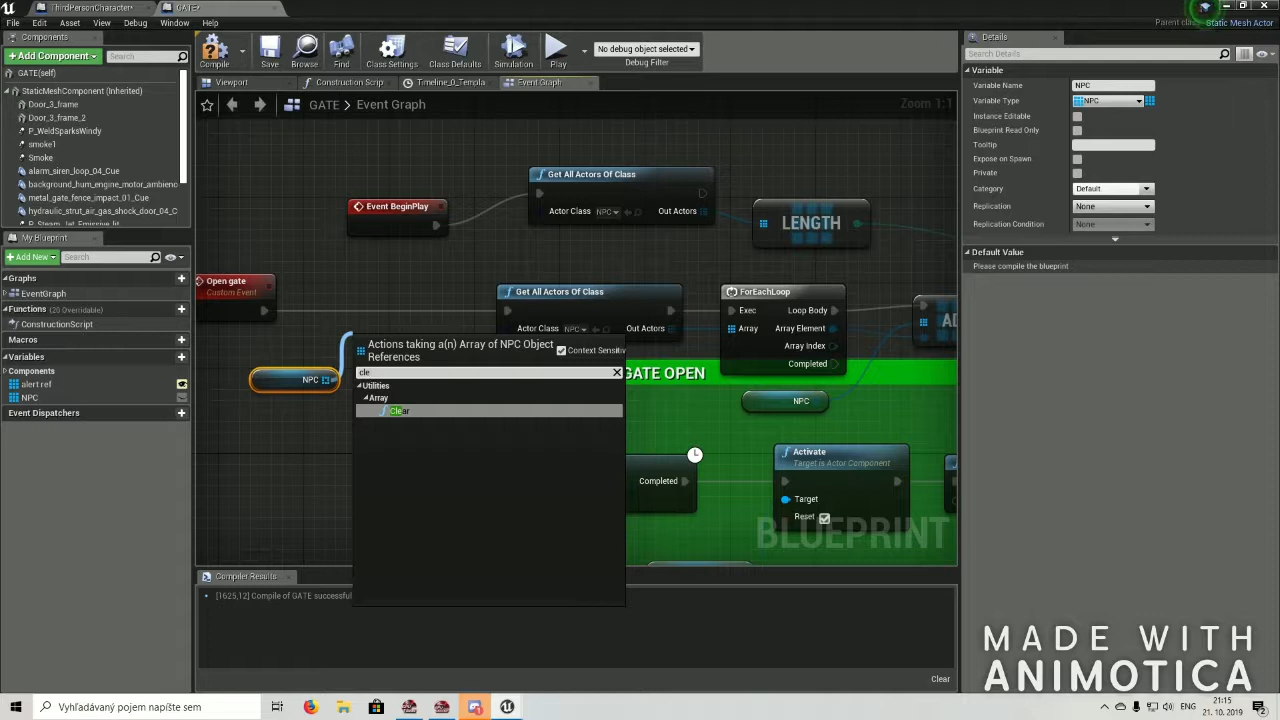 ThirdPersonCharacter*
GATE*
File
Edit
Asset
View
Debug
Window
Help
Parent class:
Static Mesh Actor
Components
Add Component
Search
GATE(self)
StaticMeshComponent (Inherited)
Door_3_frame
Door_3_frame_2
P_WeldSparksWindy
smoke1
Smoke
alarm_siren_loop_04_Cue
background_hum_engine_motor_ambienc
metal_gate_fence_impact_01_Cue
hydraulic_strut_air_gas_shock_door_04_C
P_Steam_Jet_Emissive_lit
My Blueprint
Add New
Search
Graphs
EventGraph
Functions (20 Overridable)
ConstructionScript
Macros
Variables
Components
alert ref
NPC
Event Dispatchers
Compile
Save
Browse
Find
Class Settings
Class Defaults
Simulation
Play
No debug object selected
Debug Filter
Viewport
Construction Scrip
Timeline_0_Templa
Event Graph
GATE > Event Graph
Zoom 1:1
Event BeginPlay
Get All Actors Of Class
Actor Class
NPC
Out Actors
LENGTH
Open gate
Custom Event
Get All Actors Of Class
Actor Class
NPC
Out Actors
ForEachLoop
Exec
Loop Body
Array
Array Element
Array Index
Completed
AD
NPC
Actions taking a(n) Array of NPC Object
References
Context Sensitiv
cle
Utilities
Array
Clear
GATE OPEN
NPC
Completed
Activate
Target is Actor Component
Target
Reset
BLUEPRINT
Compiler Results
[1625,12] Compile of GATE successful
Clear
Details
Search Details
Variable
Variable Name
NPC
Variable Type
NPC
Instance Editable
Blueprint Read Only
Tooltip
Expose on Spawn
Private
Category
Default
Replication
None
Replication Condition
None
Default Value
Please compile the blueprint
MADE WITH
ANIMOTICA
Vyhľadávaný pojem napíšte sem
ENG
21:15
21. 10. 2019
2